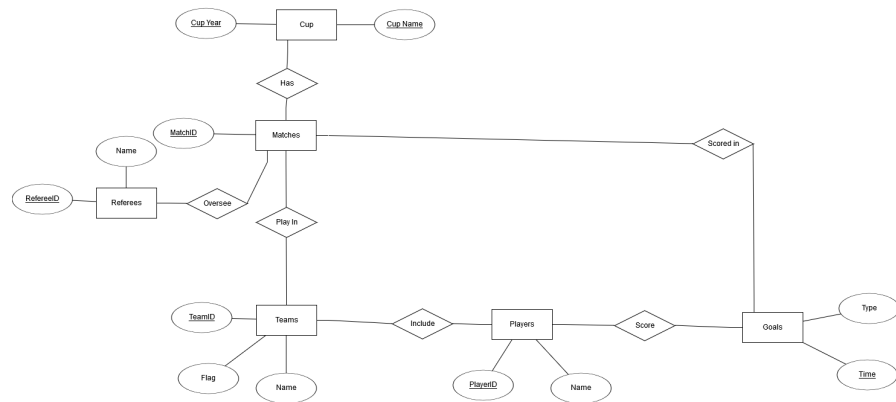 Cup Year
Cup
Cup Name
Has
MatchID
Matches
Scored in
Name
RefereeID
Referees
Oversee
Play In
TeamID
Teams
Include
Players
Score
Goals
Type
Flag
Name
PlayerID
Name
Time